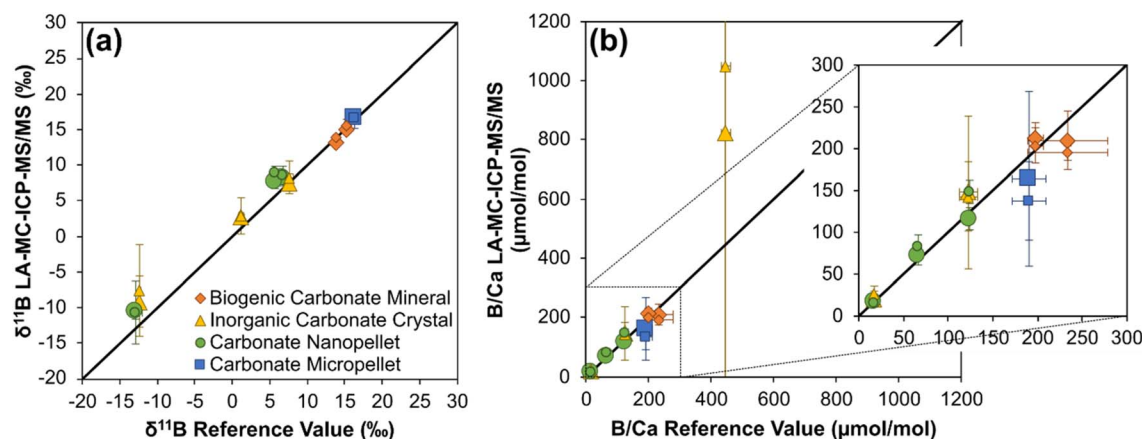 (a)
δ¹¹B LA-MC-ICP-MS/MS (‰)
30
25
20
15
10
5
0
-5
-10
-15
-20
-20 -15 -10 -5 0 5 10 15 20 25 30
δ¹¹B Reference Value (‰)
Biogenic Carbonate Mineral
Inorganic Carbonate Crystal
Carbonate Nanopellet
Carbonate Micropellet
(b)
B/Ca LA-MC-ICP-MS/MS
(µmol/mol)
1200
1000
800
600
400
200
0
0 200 400 600 800 1000 1200
B/Ca Reference Value (µmol/mol)
300
250
200
150
100
50
0
0 50 100 150 200 250 300